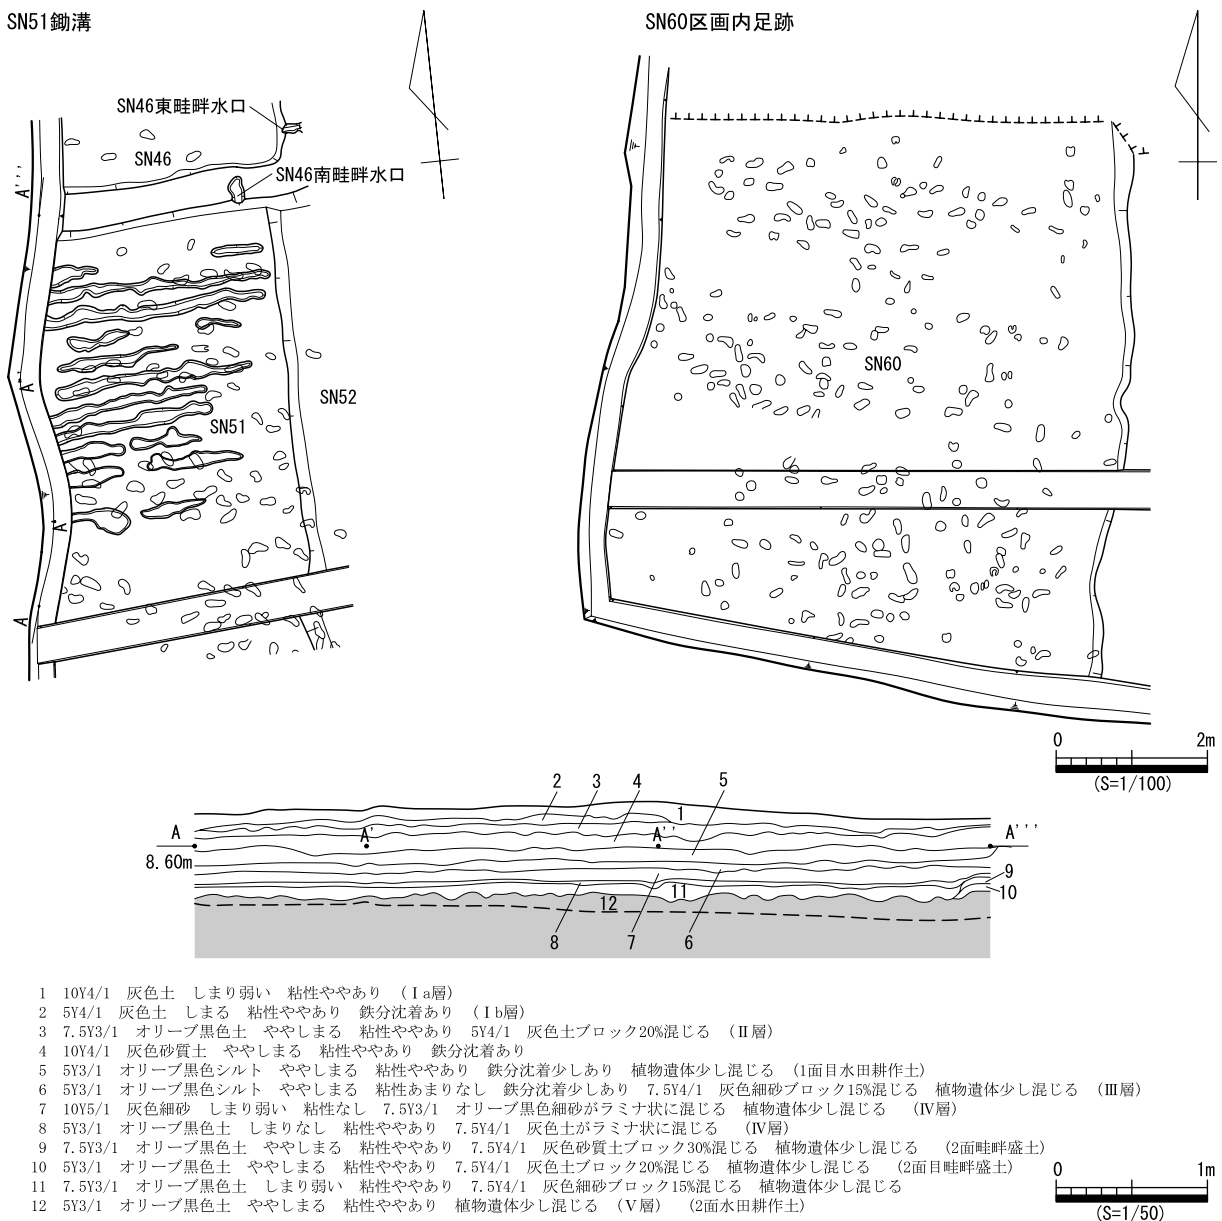 SN51鋤溝
SN60区画内足跡
SN46東畦畔水口
SN46
SN46南畦畔水口
A'''
A''
SN52
SN51
A'
A
SN60
0 2m
(S=1/100)
2 3 4 5
1
A A' A'' A'''
8.60m
9
10
11
12
8 7 6
1 10Y4/1 灰色土 しまり弱い 粘性ややあり (Ⅰa層)
2 5Y4/1 灰色土 しまる 粘性ややあり 鉄分沈着あり (Ⅰb層)
3 7.5Y3/1 オリーブ黒色土 ややしまる 粘性ややあり 5Y4/1 灰色土ブロック20%混じる (Ⅱ層)
4 10Y4/1 灰色砂質土 ややしまる 粘性ややあり 鉄分沈着あり
5 5Y3/1 オリーブ黒色シルト ややしまる 粘性ややあり 鉄分沈着少しあり 植物遺体少し混じる (1面目水田耕作土)
6 5Y3/1 オリーブ黒色シルト ややしまる 粘性あまりなし 鉄分沈着少しあり 7.5Y4/1 灰色細砂ブロック15%混じる 植物遺体少し混じる (Ⅲ層)
7 10Y5/1 灰色細砂 しまり弱い 粘性なし 7.5Y3/1 オリーブ黒色細砂がラミナ状に混じる 植物遺体少し混じる (Ⅳ層)
8 5Y3/1 オリーブ黒色土 しまりなし 粘性ややあり 7.5Y4/1 灰色土がラミナ状に混じる (Ⅳ層)
9 7.5Y3/1 オリーブ黒色土 ややしまる 粘性ややあり 7.5Y4/1 灰色砂質土ブロック30%混じる 植物遺体少し混じる (2面畦畔盛土)
10 5Y3/1 オリーブ黒色土 ややしまる 粘性ややあり 7.5Y4/1 灰色土ブロック20%混じる 植物遺体少し混じる (2面目畦畔盛土)
11 7.5Y3/1 オリーブ黒色土 しまり弱い 粘性ややあり 7.5Y4/1 灰色細砂ブロック15%混じる 植物遺体少し混じる
12 5Y3/1 オリーブ黒色土 ややしまる 粘性ややあり 植物遺体少し混じる (Ⅴ層) (2面水田耕作土)
0 1m
(S=1/50)